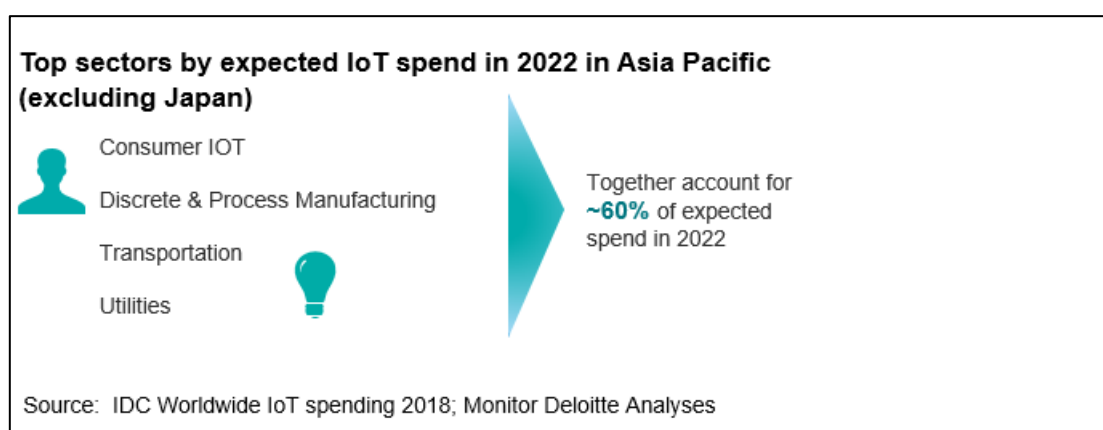 Top sectors by expected IoT spend in 2022 in Asia Pacific
(excluding Japan)
Consumer IOT
Discrete & Process Manufacturing
Transportation
Utilities
Together account for
~60% of expected
spend in 2022
Source:  IDC Worldwide IoT spending 2018; Monitor Deloitte Analyses